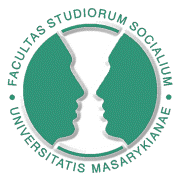 FACULTAS STUDIORUM SOCIALIUM
UNIVERSITATIS MASARYKIANAE